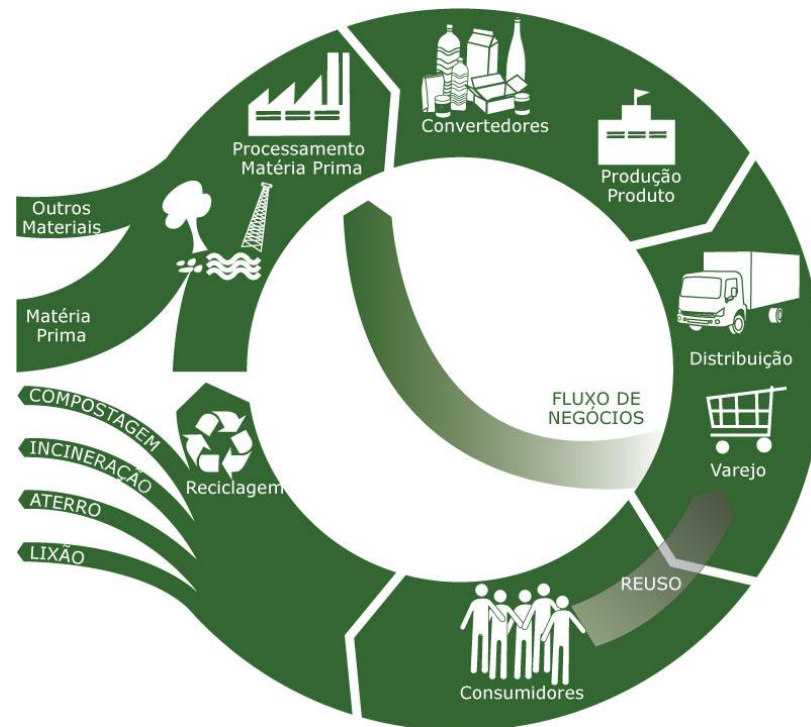 Convertedores
Processamento
Matéria Prima
Produção
Produto
Outros
Materiais
Matéria
Prima
Distribuição
FLUXO DE
NEGÓCIOS
COMPOSTAGEM
INCINERAÇÃO
ATERRO
LIXÃO
Reciclagem
Varejo
REUSO
Consumidores